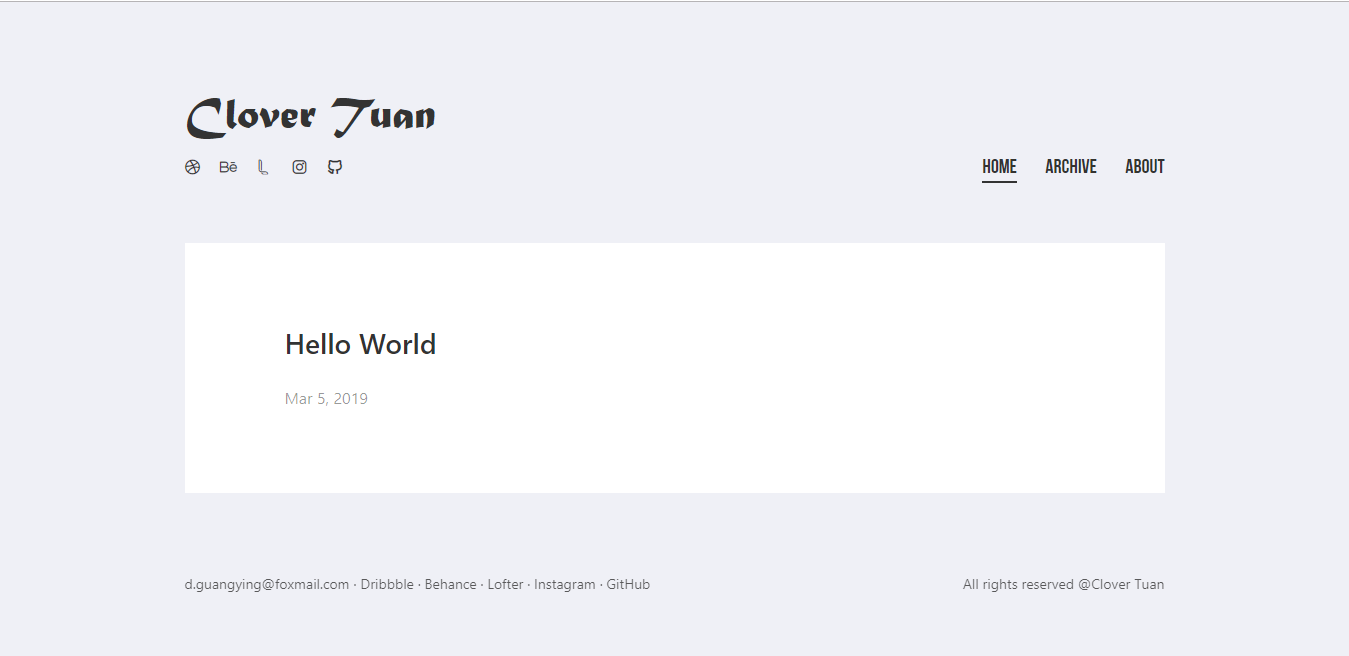 Clover Tuan
Bē
HOME ARCHIVE ABOUT
Hello World
Mar 5, 2019
d.guangying@foxmail.com · Dribbble · Behance · Lofter · Instagram · GitHub
All rights reserved @Clover Tuan